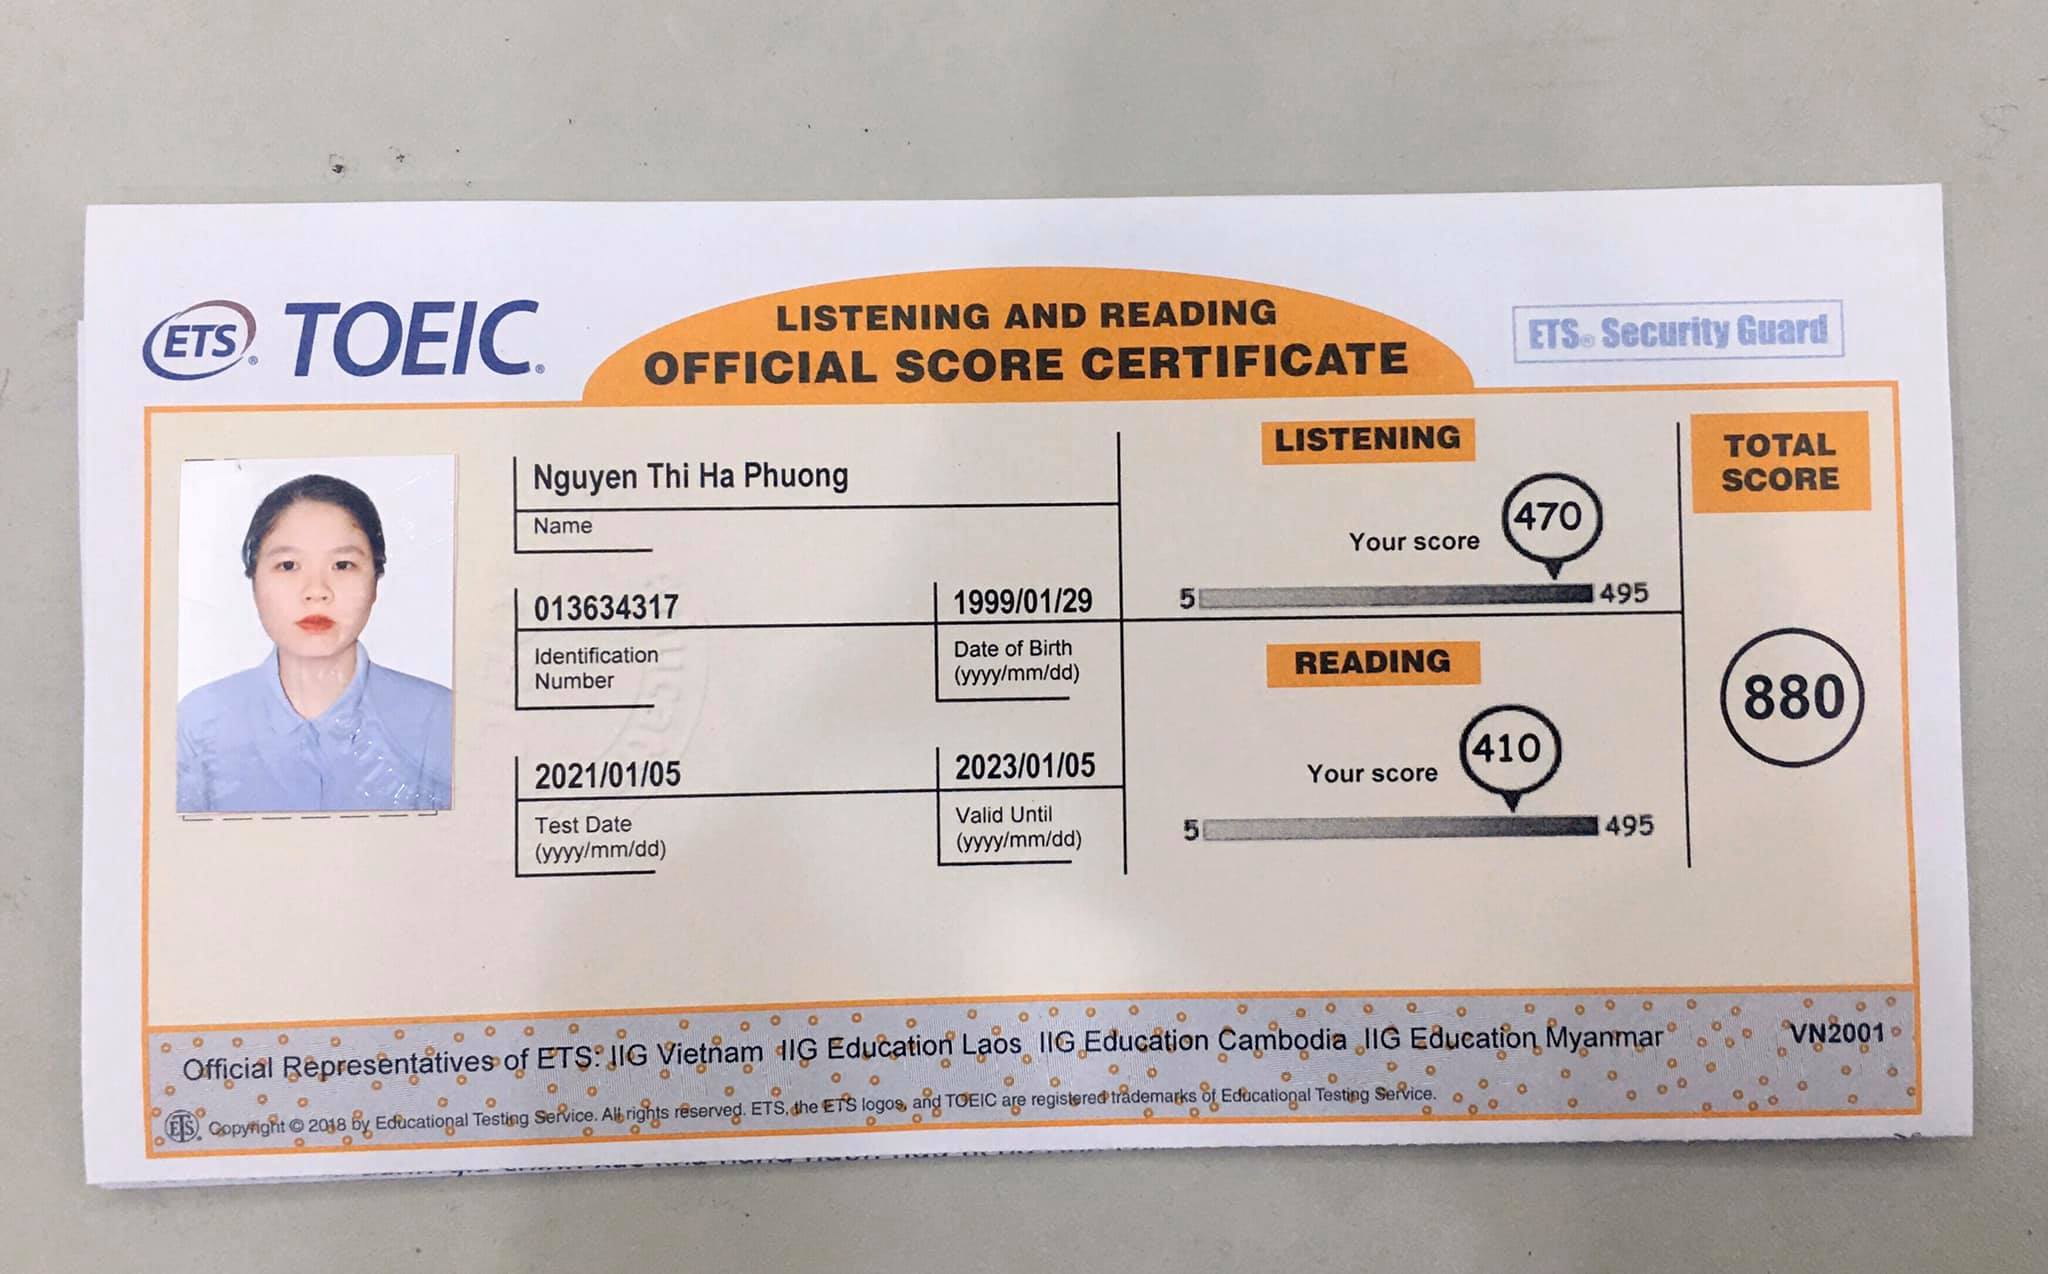 ETS® TOEIC®
LISTENING AND READING
OFFICIAL SCORE CERTIFICATE
ETS® Security Guard
Nguyen Thi Ha Phuong
Name
013634317
Identification
Number
1999/01/29
Date of Birth
(yyyy/mm/dd)
2021/01/05
Test Date
(yyyy/mm/dd)
2023/01/05
Valid Until
(yyyy/mm/dd)
LISTENING
Your score 470
5 495
READING
Your score 410
5 495
TOTAL
SCORE
880
Official Representatives of ETS: IIG Vietnam IIG Education Laos IIG Education Cambodia IIG Education Myanmar
VN2001
ETS® Copyright © 2018 by Educational Testing Service. All rights reserved. ETS, the ETS logos, and TOEIC are registered trademarks of Educational Testing Service.